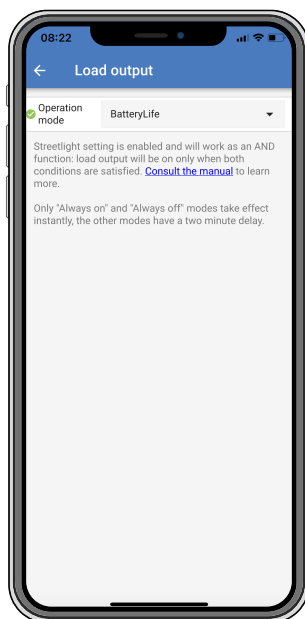 08:22
Load output
Operation
mode
BatteryLife
Streetlight setting is enabled and will work as an AND
function: load output will be on only when both
conditions are satisfied. Consult the manual to learn
more.
Only "Always on" and "Always off" modes take effect
instantly, the other modes have a two minute delay.